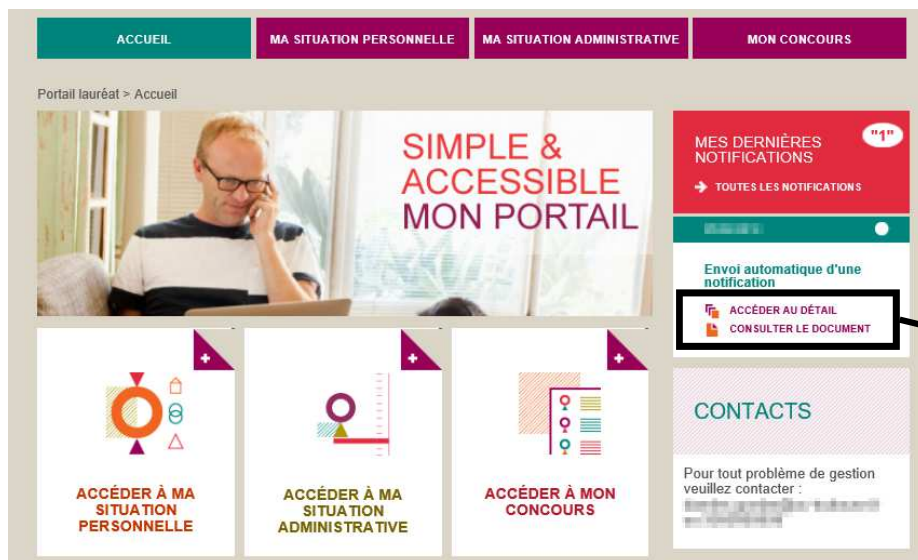 ACCUEIL
MA SITUATION PERSONNELLE
MA SITUATION ADMINISTRATIVE
MON CONCOURS
Portail lauréat > Accueil
SIMPLE &
ACCESSIBLE
MON PORTAIL
MES DERNIÈRES
NOTIFICATIONS
"1"
TOUTES LES NOTIFICATIONS
Envoi automatique d'une
notification
ACCÉDER AU DÉTAIL
CONSULTER LE DOCUMENT
ACCÉDER À MA
SITUATION
PERSONNELLE
ACCÉDER À MA
SITUATION
ADMINISTRATIVE
ACCÉDER À MON
CONCOURS
CONTACTS
Pour tout problème de gestion
veuillez contacter :